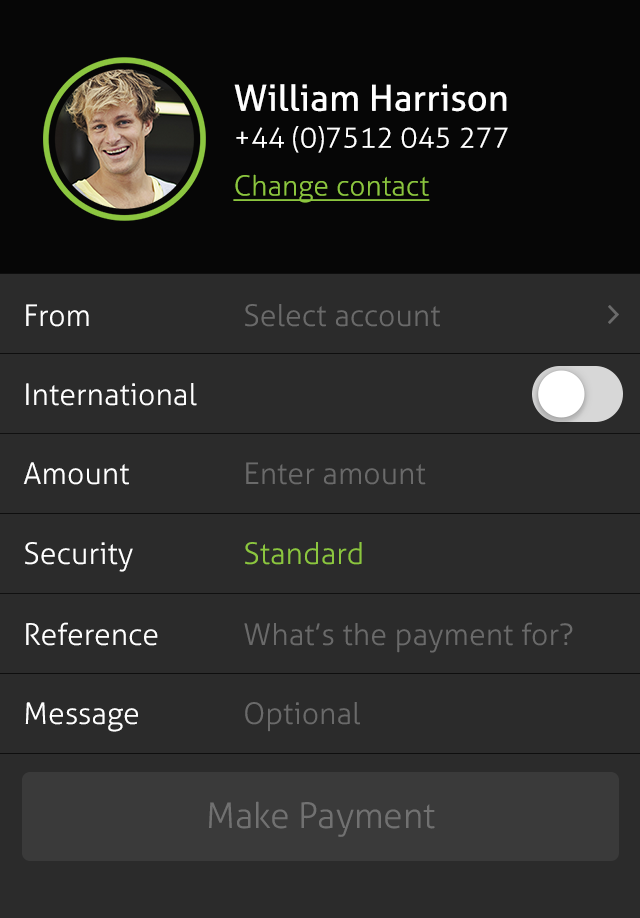 William Harrison
+44 (0)7512 045 277
Change contact
From Select account
International
Amount Enter amount
Security Standard
Reference What's the payment for?
Message Optional
Make Payment